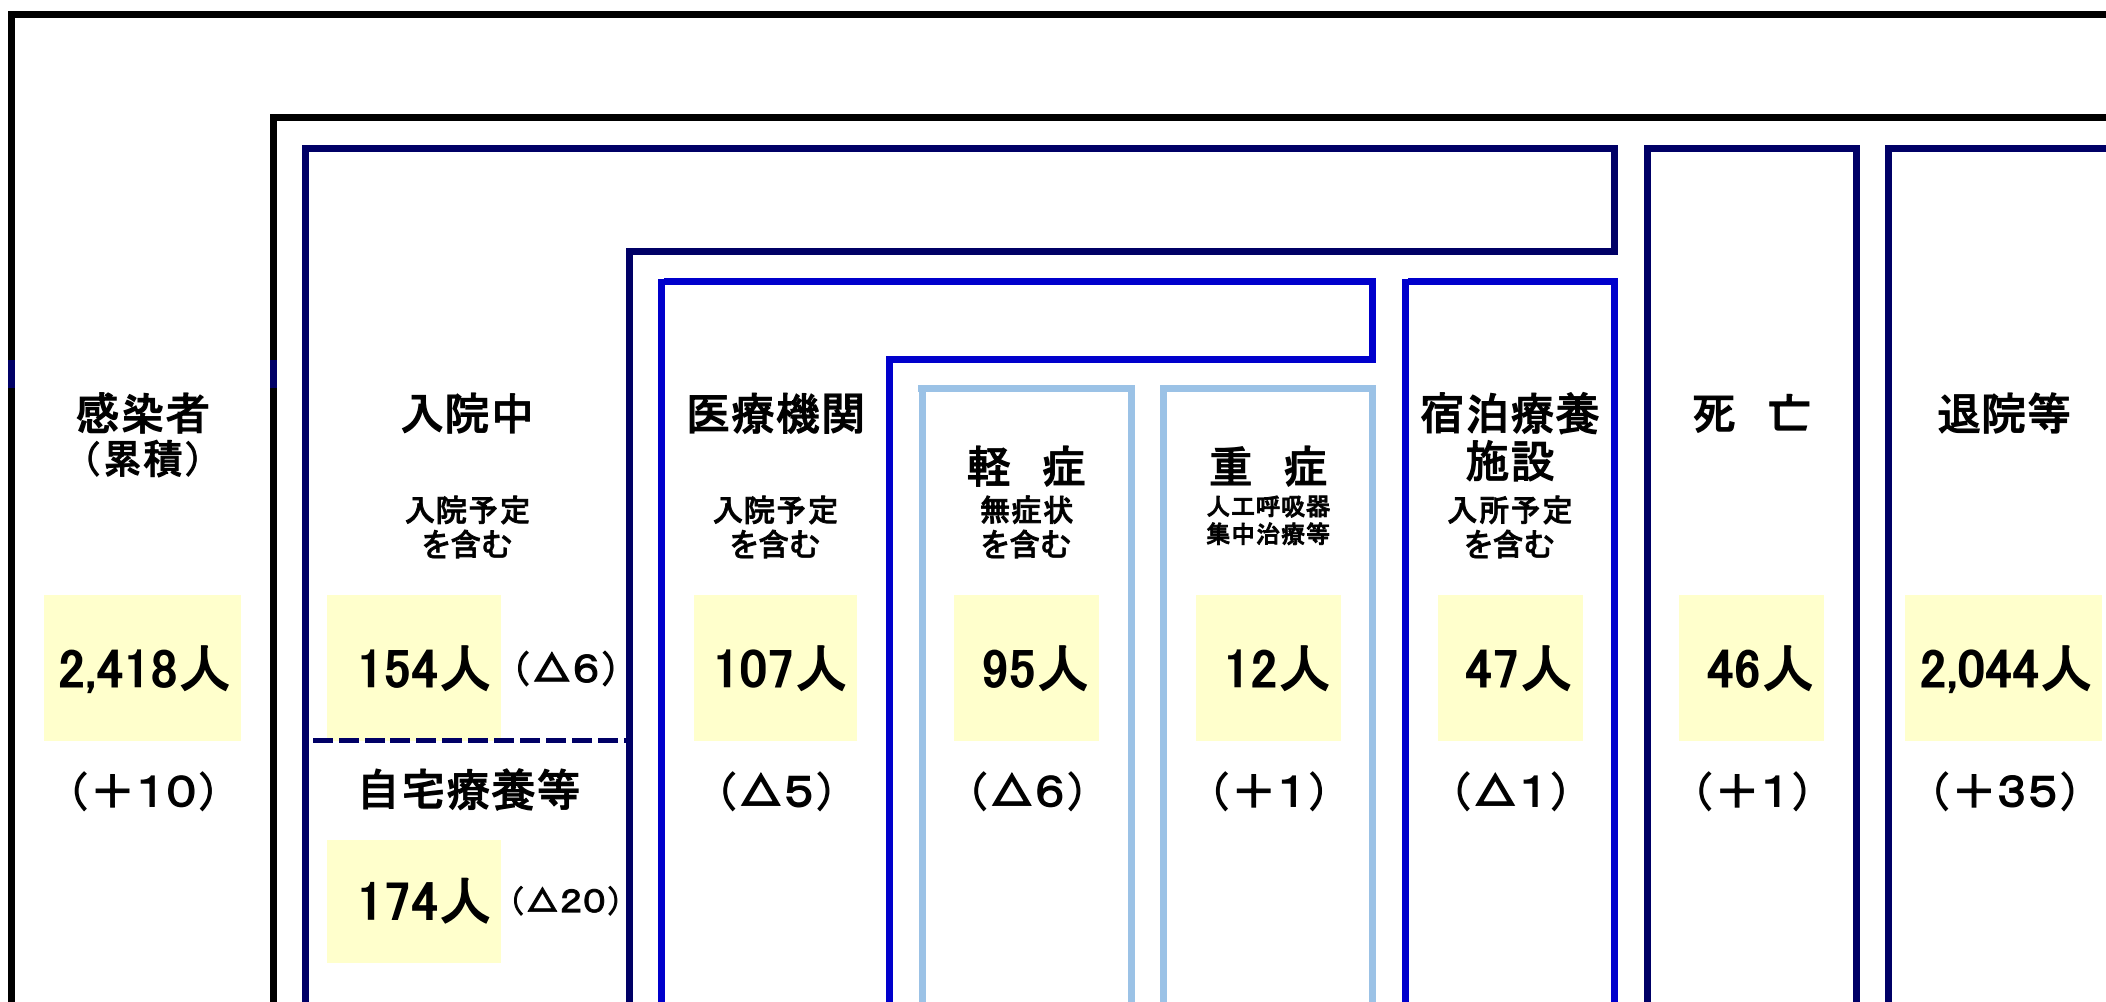 感染者
（累積）
2,418人
（＋10）
入院中
入院予定
を含む
154人（△6）
自宅療養等
174人（△20）
医療機関
入院予定
を含む
107人
（△5）
軽　症
無症状
を含む
95人
（△6）
重　症
人工呼吸器
集中治療等
12人
（＋1）
宿泊療養
施設
入所予定
を含む
47人
（△1）
死　亡
46人
（＋1）
退院等
2,044人
（＋35）